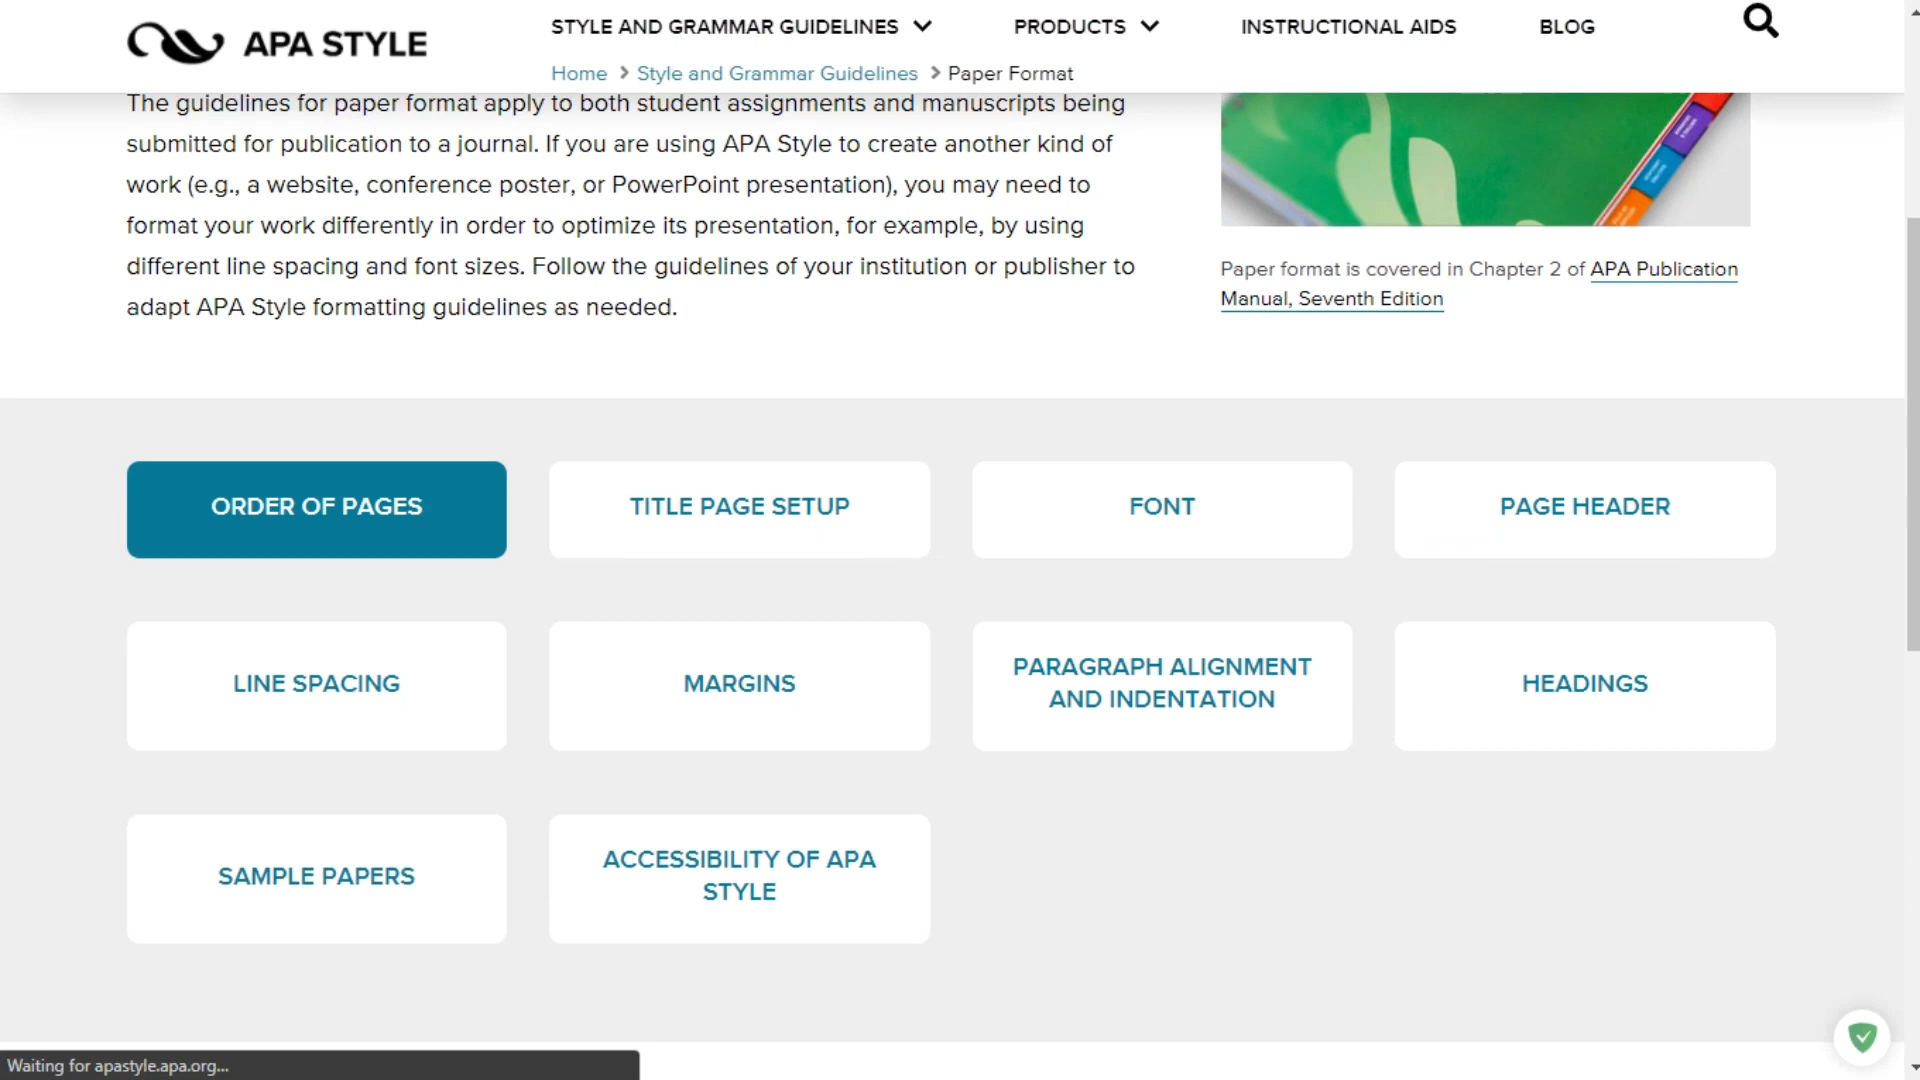 APA STYLE
STYLE AND GRAMMAR GUIDELINES
PRODUCTS
INSTRUCTIONAL AIDS
BLOG
Home > Style and Grammar Guidelines > Paper Format
The guidelines for paper format apply to both student assignments and manuscripts being
submitted for publication to a journal. If you are using APA Style to create another kind of
work (e.g., a website, conference poster, or PowerPoint presentation), you may need to
format your work differently in order to optimize its presentation, for example, by using
different line spacing and font sizes. Follow the guidelines of your institution or publisher to
adapt APA Style formatting guidelines as needed.
Paper format is covered in Chapter 2 of APA Publication
Manual, Seventh Edition
ORDER OF PAGES
TITLE PAGE SETUP
FONT
PAGE HEADER
LINE SPACING
MARGINS
PARAGRAPH ALIGNMENT
AND INDENTATION
HEADINGS
SAMPLE PAPERS
ACCESSIBILITY OF APA
STYLE
Waiting for apastyle.apa.org...